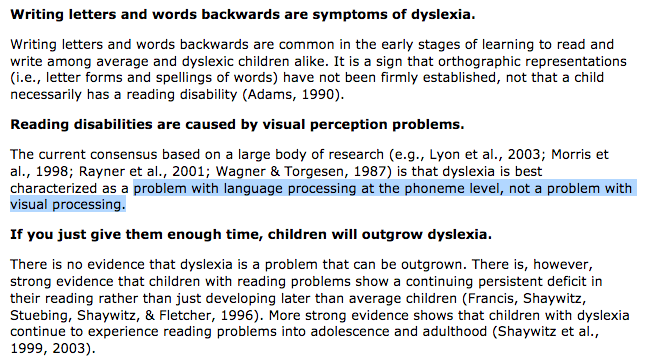 Writing letters and words backwards are symptoms of dyslexia.
Writing letters and words backwards are common in the early stages of learning to read and
write among average and dyslexic children alike. It is a sign that orthographic representations
(i.e., letter forms and spellings of words) have not been firmly established, not that a child
necessarily has a reading disability (Adams, 1990).
Reading disabilities are caused by visual perception problems.
The current consensus based on a large body of research (e.g., Lyon et al., 2003; Morris et
al., 1998; Rayner et al., 2001; Wagner & Torgesen, 1987) is that dyslexia is best
characterized as a problem with language processing at the phoneme level, not a problem with
visual processing.
If you just give them enough time, children will outgrow dyslexia.
There is no evidence that dyslexia is a problem that can be outgrown. There is, however,
strong evidence that children with reading problems show a continuing persistent deficit in
their reading rather than just developing later than average children (Francis, Shaywitz,
Stuebing, Shaywitz, & Fletcher, 1996). More strong evidence shows that children with dyslexia
continue to experience reading problems into adolescence and adulthood (Shaywitz et al.,
1999, 2003).